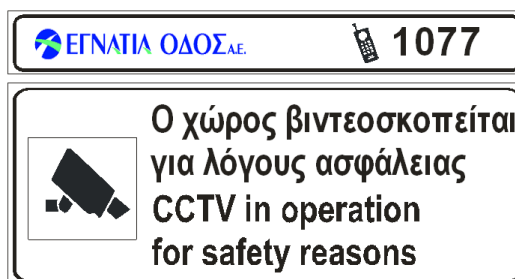 ΕΓΝΑΤΙΑ ΟΔΟΣ Α.Ε. 1077
Ο χώρος βιντεοσκοπείται
για λόγους ασφάλειας
CCTV in operation
for safety reasons